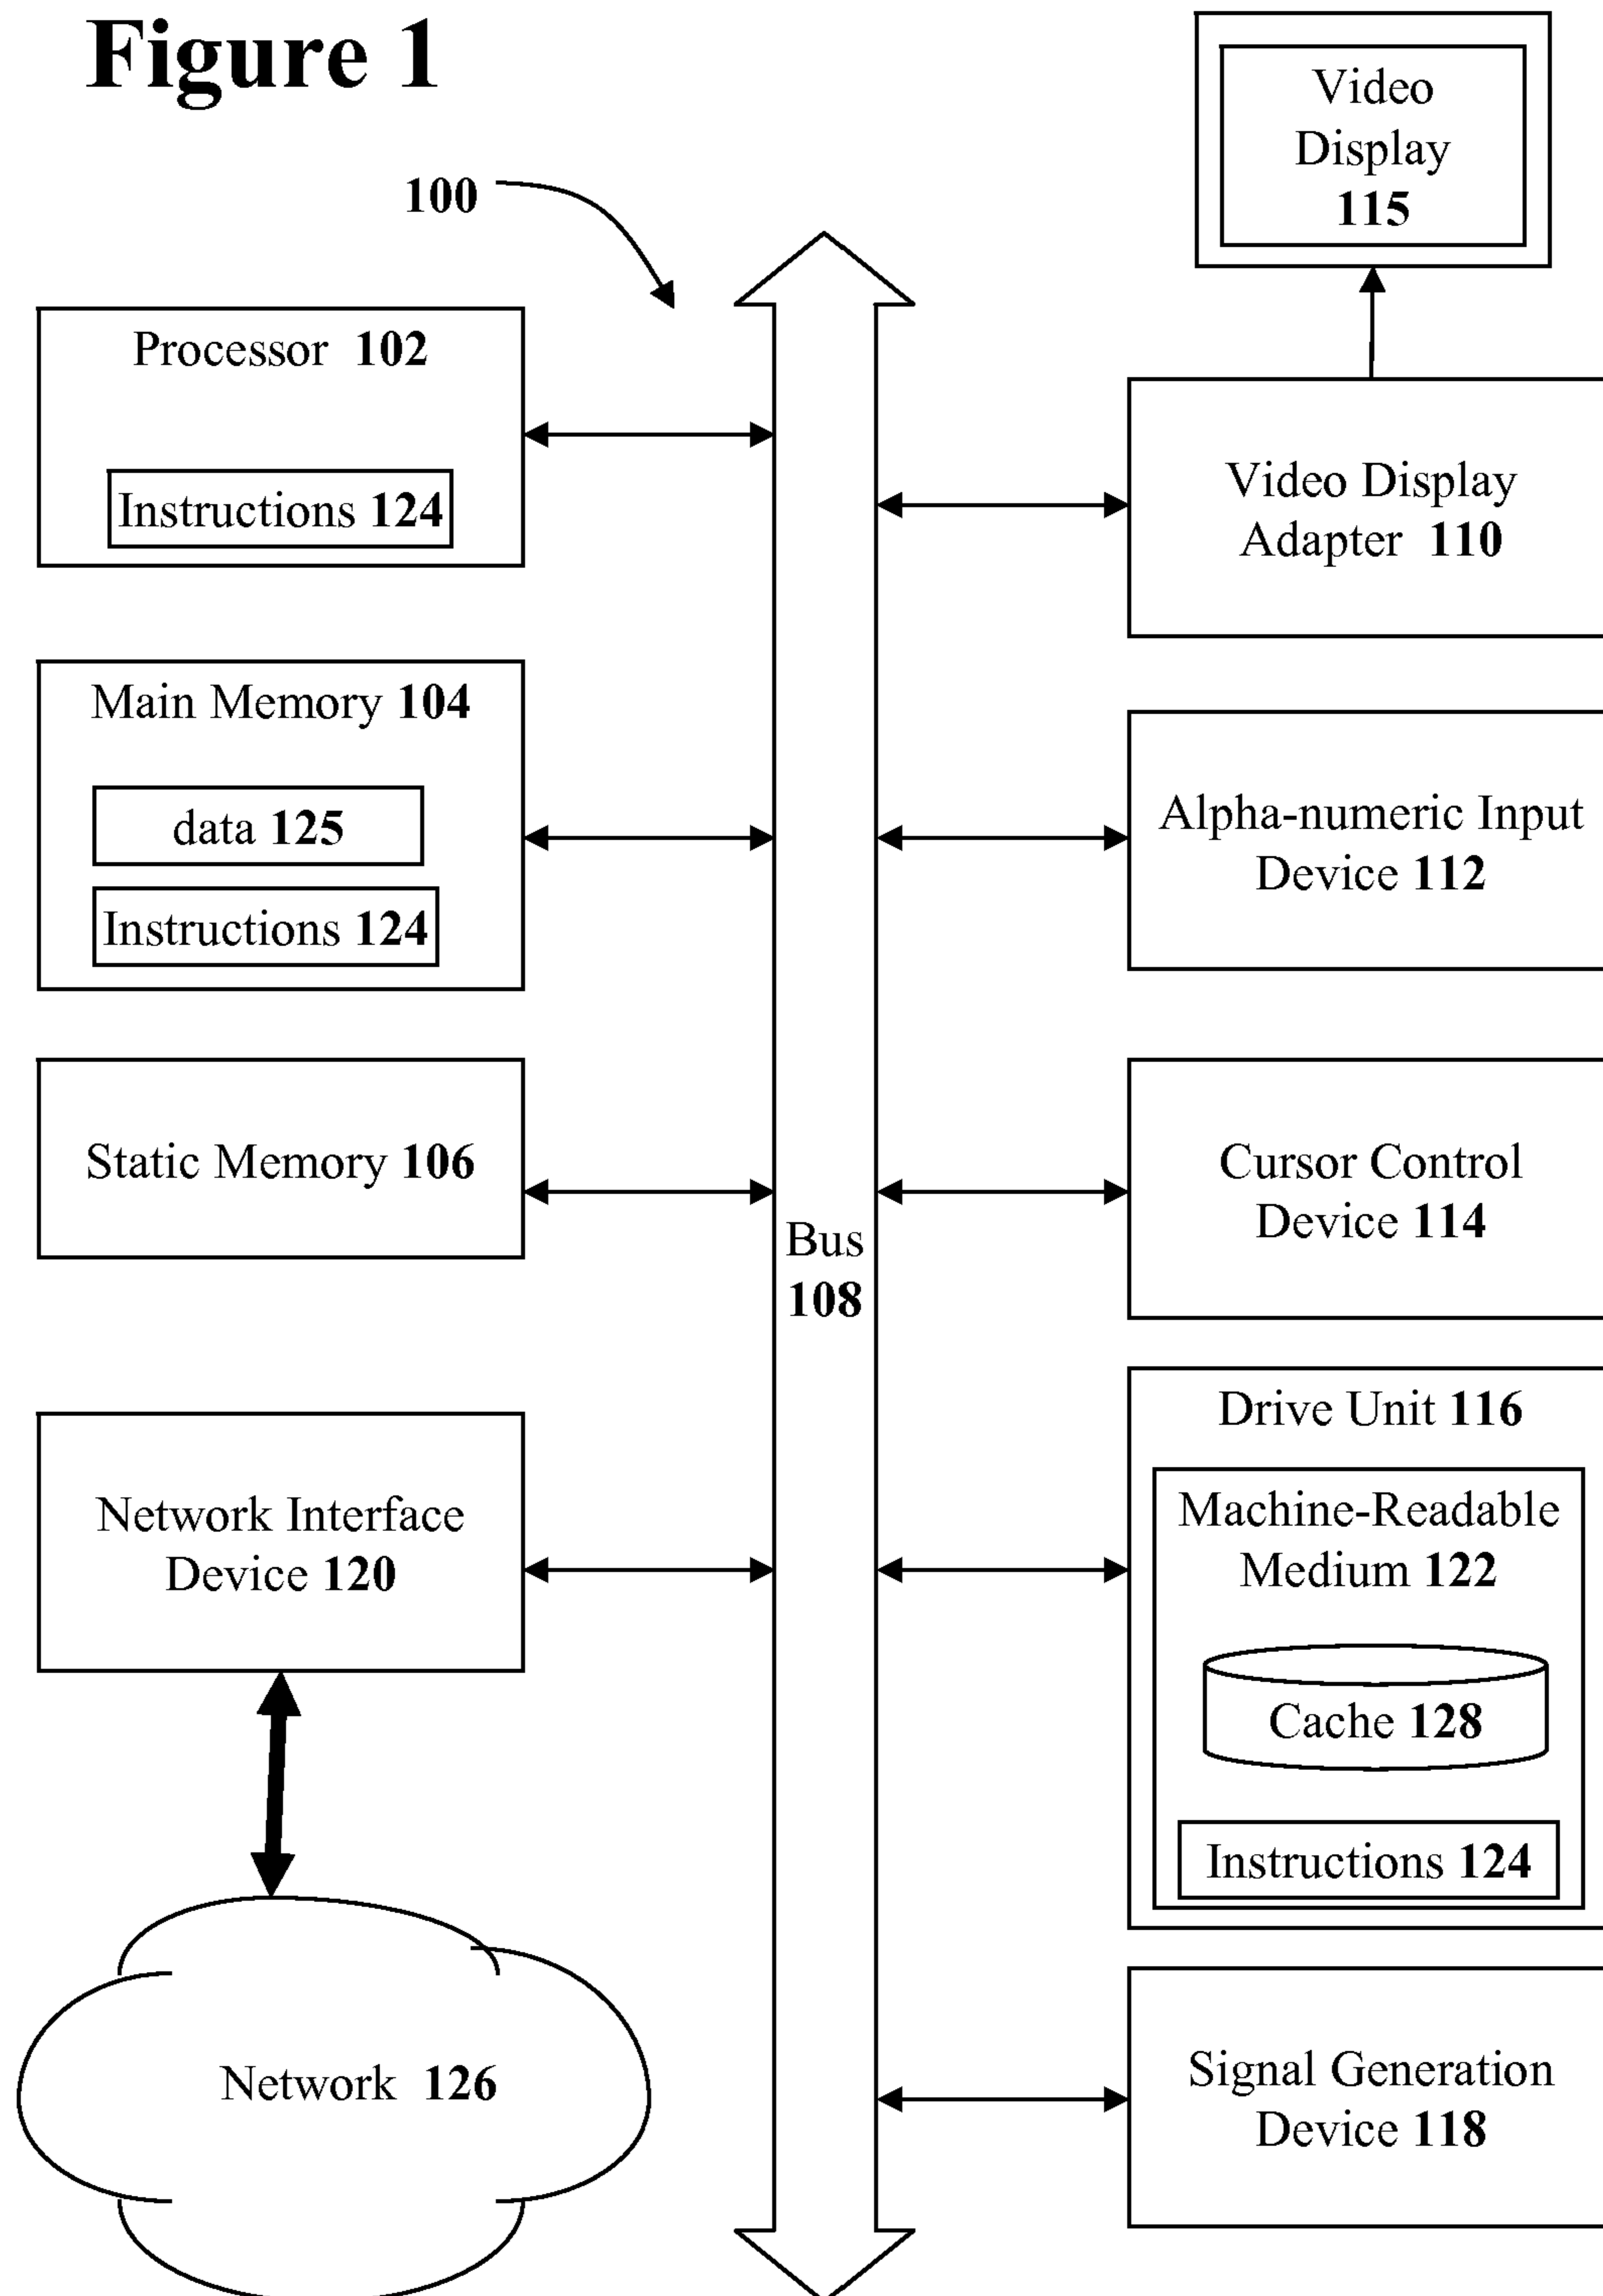 Figure 1
100
Video
Display
115
Processor 102
Instructions 124
Video Display
Adapter 110
Main Memory 104
data 125
Instructions 124
Alpha-numeric Input
Device 112
Static Memory 106
Cursor Control
Device 114
Bus
108
Network Interface
Device 120
Drive Unit 116
Machine-Readable
Medium 122
Cache 128
Instructions 124
Network 126
Signal Generation
Device 118